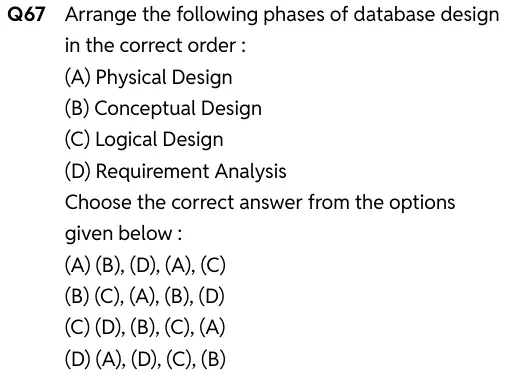 Q67 Arrange the following phases of database design
in the correct order :
(A) Physical Design
(B) Conceptual Design
(C) Logical Design
(D) Requirement Analysis
Choose the correct answer from the options
given below :
(A) (B), (D), (A), (C)
(B) (C), (A), (B), (D)
(C) (D), (B), (C), (A)
(D) (A), (D), (C), (B)